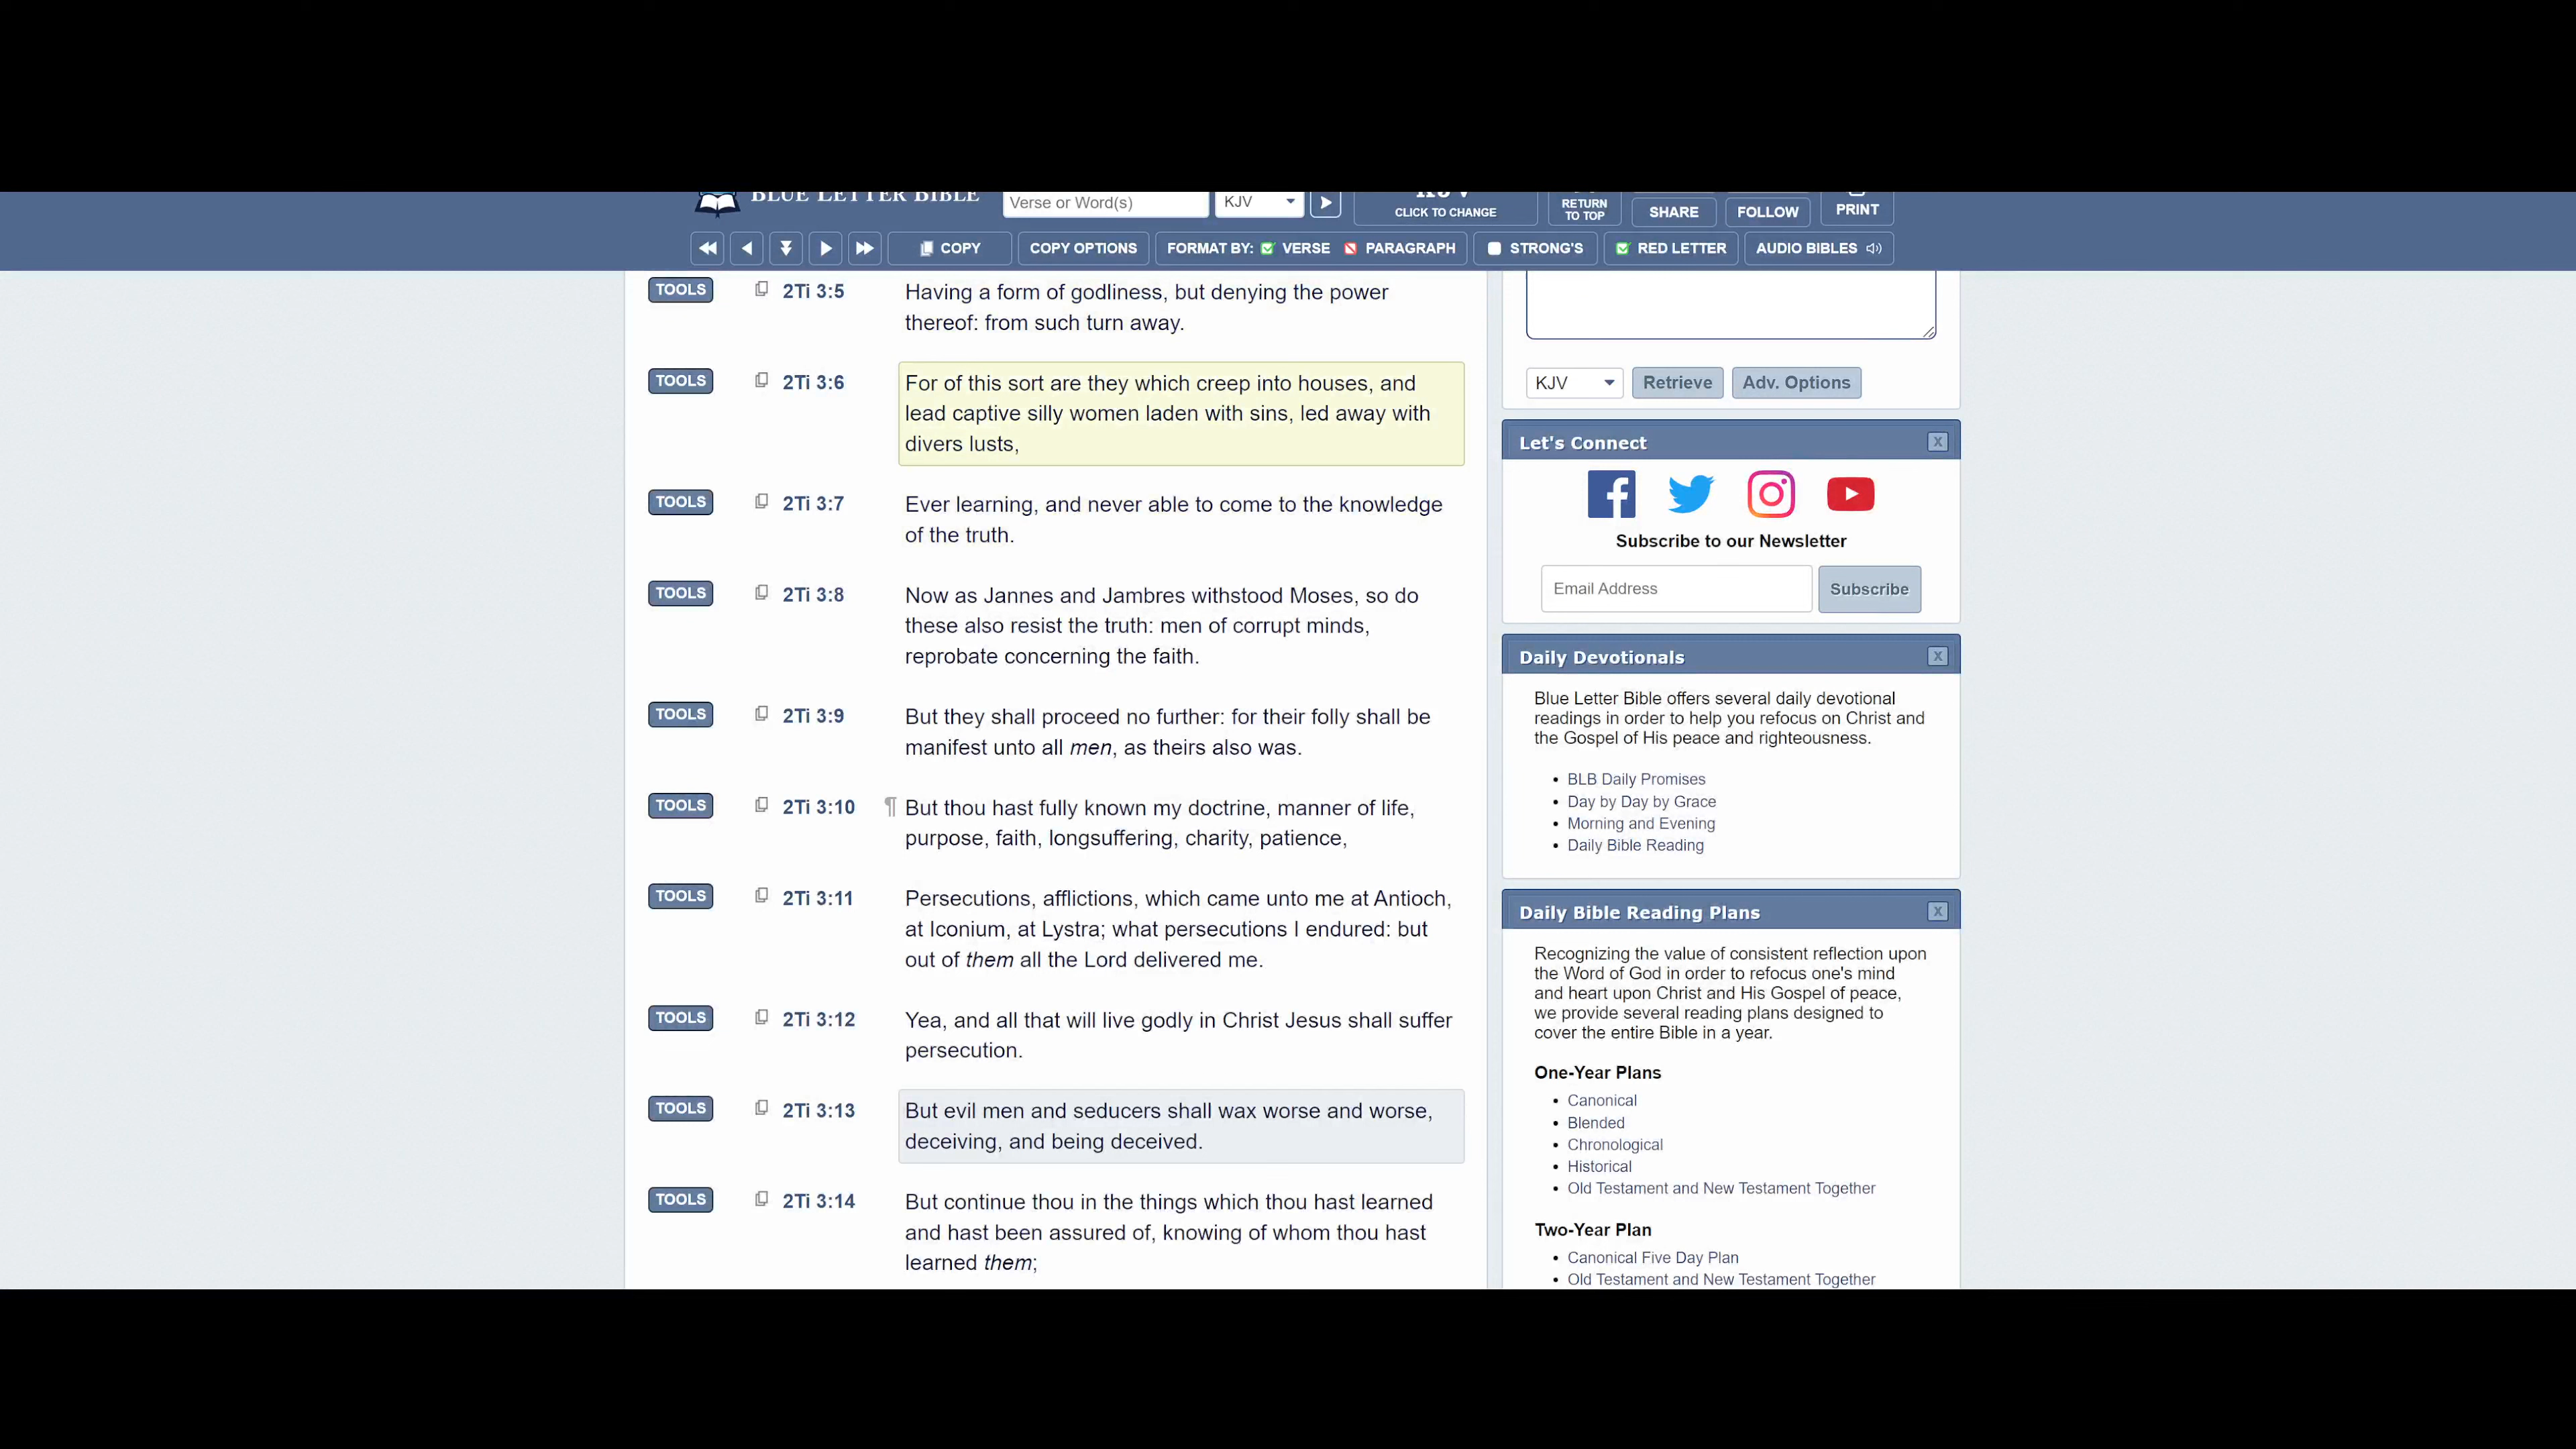 BLUE LETTER BIBLE
Verse or Word(s)
KJV
KJV
CLICK TO CHANGE
RETURN
TO TOP
SHARE
FOLLOW
PRINT
COPY
COPY OPTIONS
FORMAT BY: VERSE PARAGRAPH
STRONG'S
RED LETTER
AUDIO BIBLES
TOOLS 2Ti 3:5 Having a form of godliness, but denying the power
thereof: from such turn away.
TOOLS 2Ti 3:6 For of this sort are they which creep into houses, and
lead captive silly women laden with sins, led away with
divers lusts,
TOOLS 2Ti 3:7 Ever learning, and never able to come to the knowledge
of the truth.
TOOLS 2Ti 3:8 Now as Jannes and Jambres withstood Moses, so do
these also resist the truth: men of corrupt minds,
reprobate concerning the faith.
TOOLS 2Ti 3:9 But they shall proceed no further: for their folly shall be
manifest unto all men, as theirs also was.
TOOLS 2Ti 3:10 ¶ But thou hast fully known my doctrine, manner of life,
purpose, faith, longsuffering, charity, patience,
TOOLS 2Ti 3:11 Persecutions, afflictions, which came unto me at Antioch,
at Iconium, at Lystra; what persecutions I endured: but
out of them all the Lord delivered me.
TOOLS 2Ti 3:12 Yea, and all that will live godly in Christ Jesus shall suffer
persecution.
TOOLS 2Ti 3:13 But evil men and seducers shall wax worse and worse,
deceiving, and being deceived.
TOOLS 2Ti 3:14 But continue thou in the things which thou hast learned
and hast been assured of, knowing of whom thou hast
learned them;
KJV
Retrieve
Adv. Options
Let's Connect X
Subscribe to our Newsletter
Email Address
Subscribe
Daily Devotionals X
Blue Letter Bible offers several daily devotional
readings in order to help you refocus on Christ and
the Gospel of His peace and righteousness.
• BLB Daily Promises
• Day by Day by Grace
• Morning and Evening
• Daily Bible Reading
Daily Bible Reading Plans X
Recognizing the value of consistent reflection upon
the Word of God in order to refocus one's mind
and heart upon Christ and His Gospel of peace,
we provide several reading plans designed to
cover the entire Bible in a year.
One-Year Plans
• Canonical
• Blended
• Chronological
• Historical
• Old Testament and New Testament Together
Two-Year Plan
• Canonical Five Day Plan
• Old Testament and New Testament Together